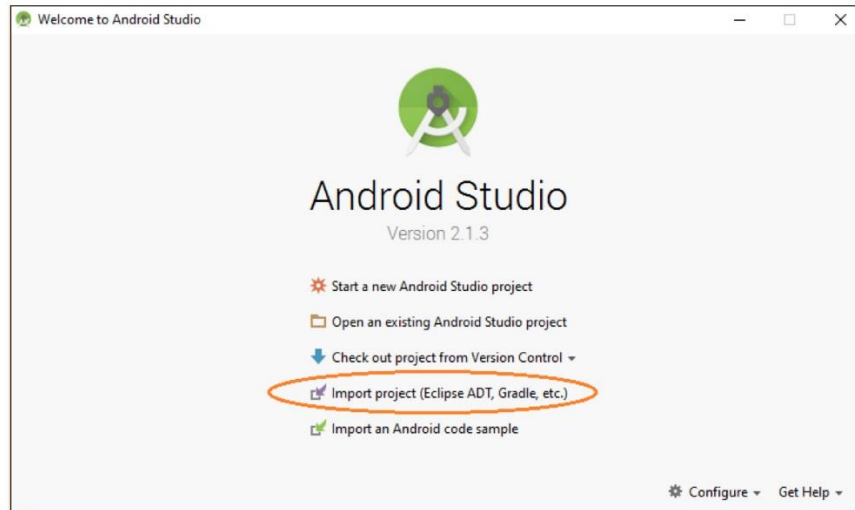 Welcome to Android Studio
Android Studio
Version 2.1.3
Start a new Android Studio project
Open an existing Android Studio project
Check out project from Version Control
Import project (Eclipse ADT, Gradle, etc.)
Import an Android code sample
Configure Get Help